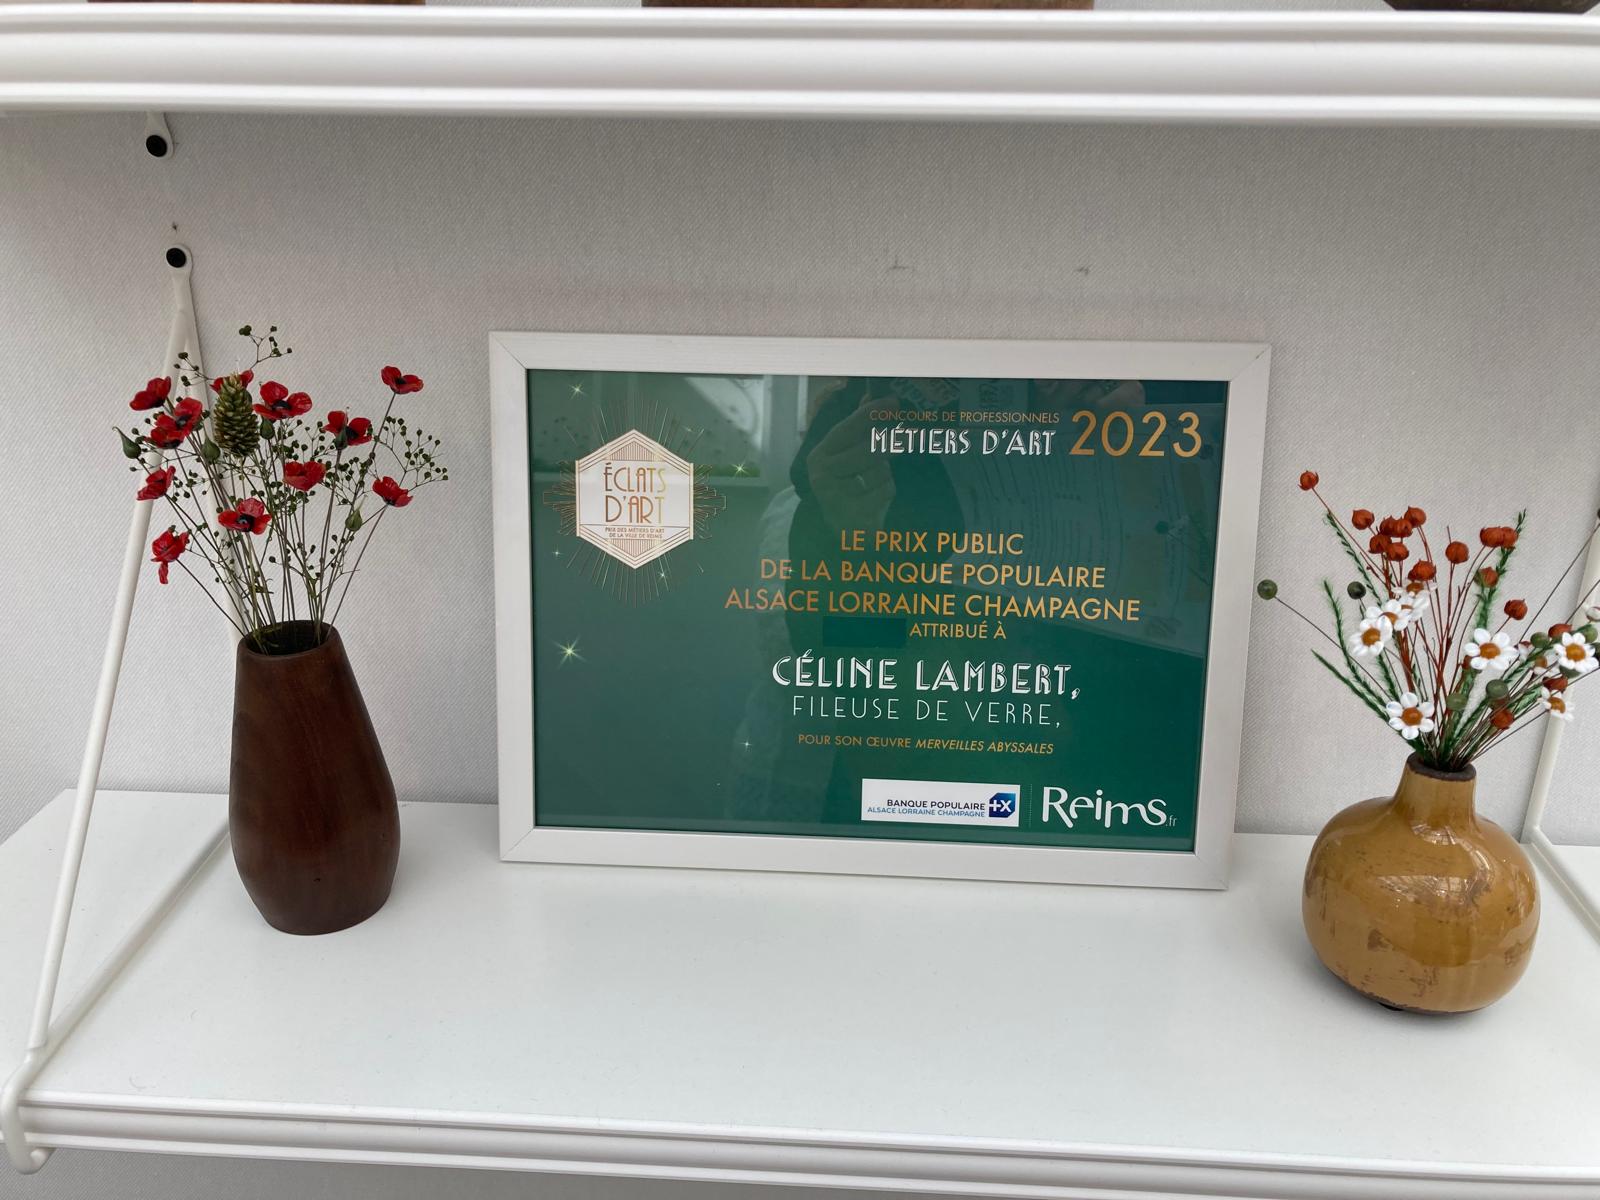 ÉCLATS
D'ART
PRIX DES MÉTIERS D'ART
DE LA VILLE DE REIMS
CONCOURS DE PROFESSIONNELS
MÉTIERS D'ART 2023
LE PRIX PUBLIC
DE LA BANQUE POPULAIRE
ALSACE LORRAINE CHAMPAGNE
ATTRIBUÉ À
CÉLINE LAMBERT,
FILEUSE DE VERRE,
POUR SON ŒUVRE MERVEILLES ABYSSALES
BANQUE POPULAIRE
ALSACE LORRAINE CHAMPAGNE
Reims.fr